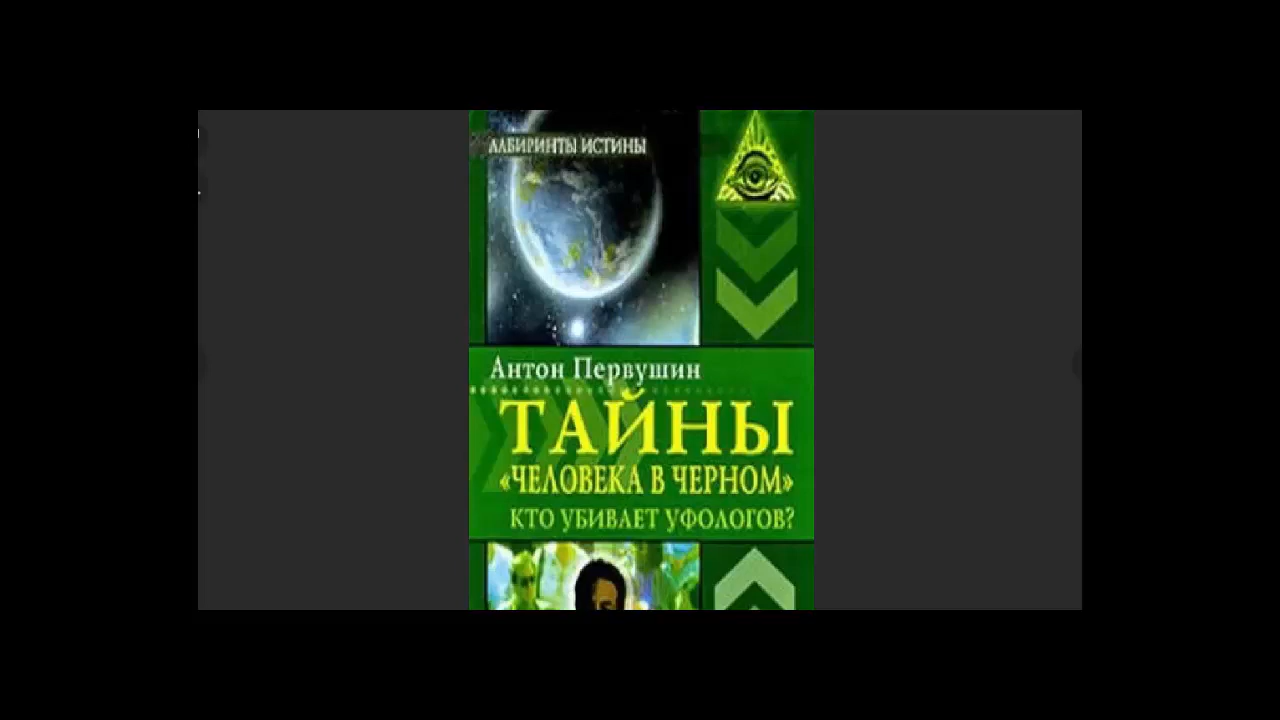 ЛАБИРИНТЫ ИСТИНЫ
Антон Первушин
ТАЙНЫ
«ЧЕЛОВЕКА В ЧЕРНОМ»
КТО УБИВАЕТ УФОЛОГОВ?